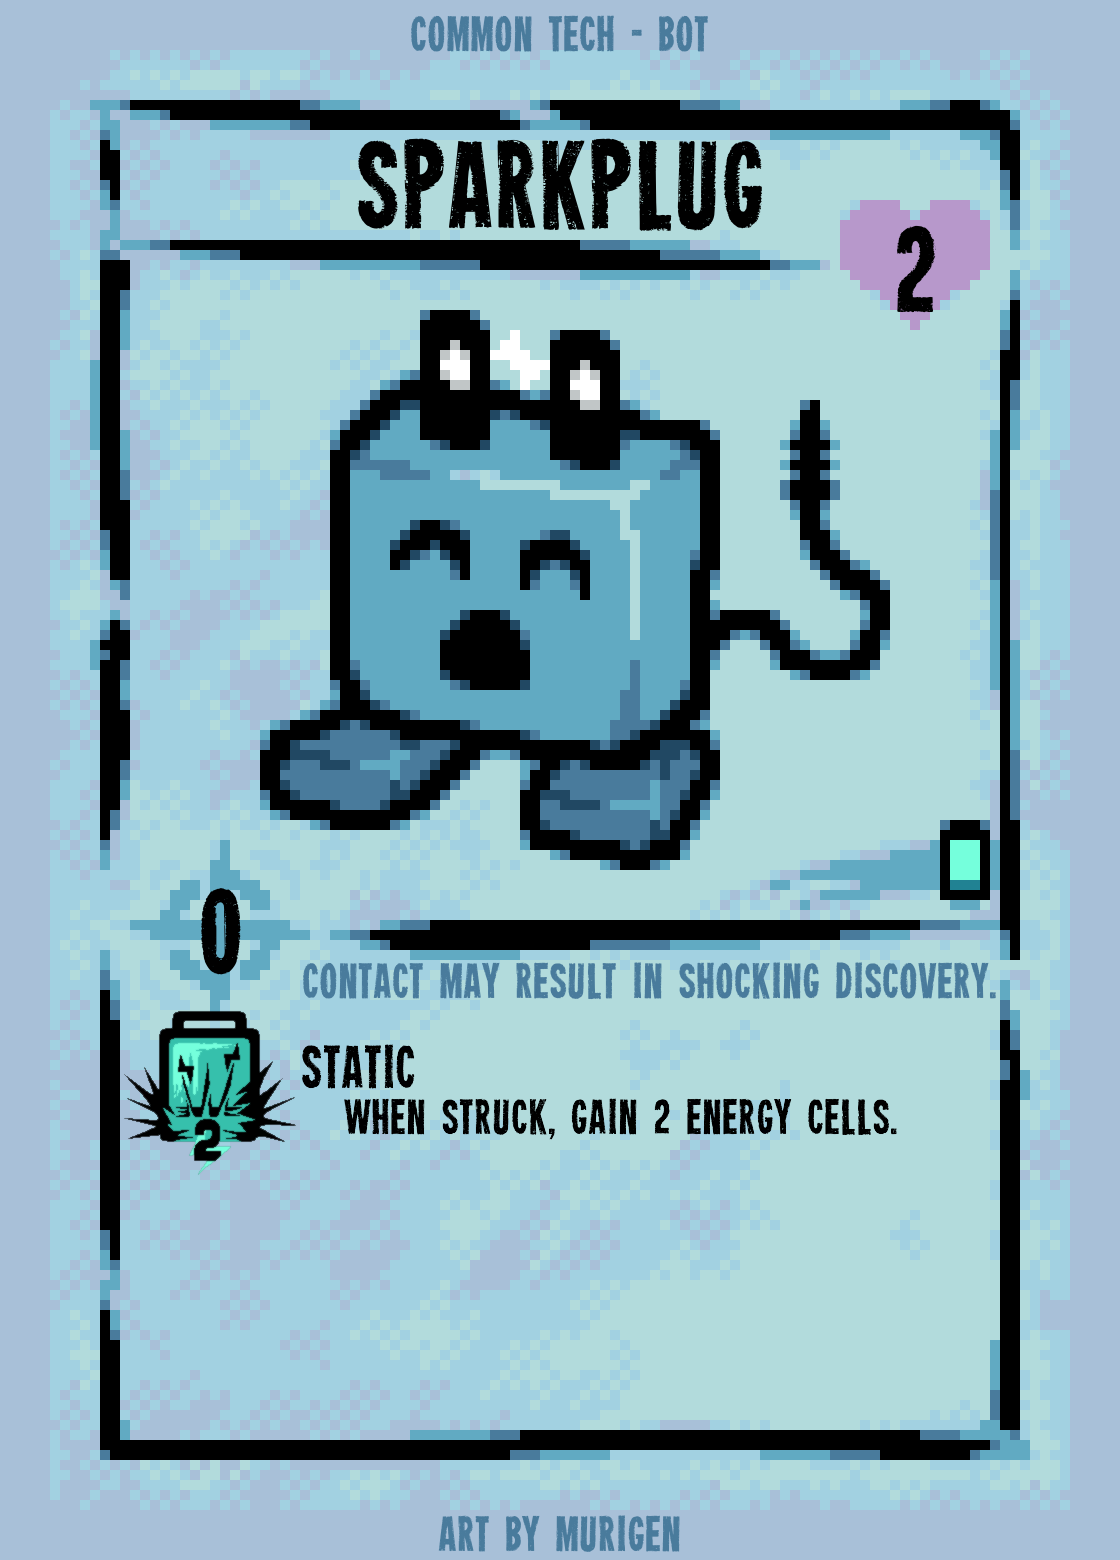 COMMON TECH - BOT
SPARKPLUG
2
0
CONTACT MAY RESULT IN SHOCKING DISCOVERY.
STATIC
2
WHEN STRUCK, GAIN 2 ENERGY CELLS.
ART BY MURIGEN